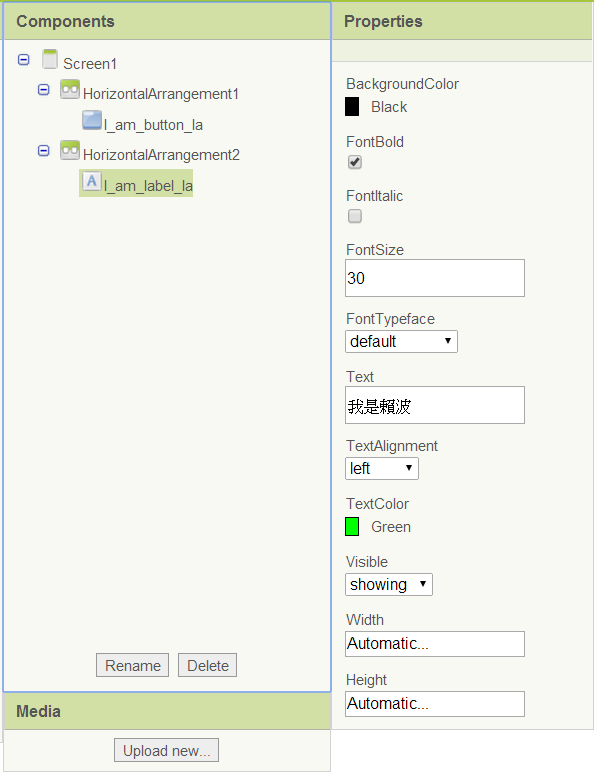 Components
Screen1
HorizontalArrangement1
I_am_button_la
HorizontalArrangement2
A
I_am_label_la
Rename
Delete
Media
Upload new...
Properties
BackgroundColor
Black
FontBold
FontItalic
FontSize
30
FontTypeface
default
Text
我是賴波
TextAlignment
left
TextColor
Green
Visible
showing
Width
Automatic...
Height
Automatic...